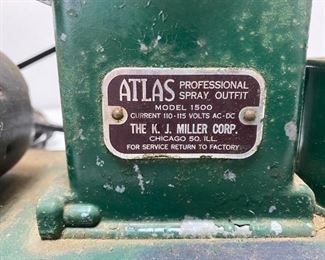 ATLAS PROFESSIONAL SPRAY OUTFIT
MODEL 1500
CURRENT 110-115 VOLTS AC-DC
THE K. J. MILLER CORP.
CHICAGO 50, ILL.
FOR SERVICE RETURN TO FACTORY